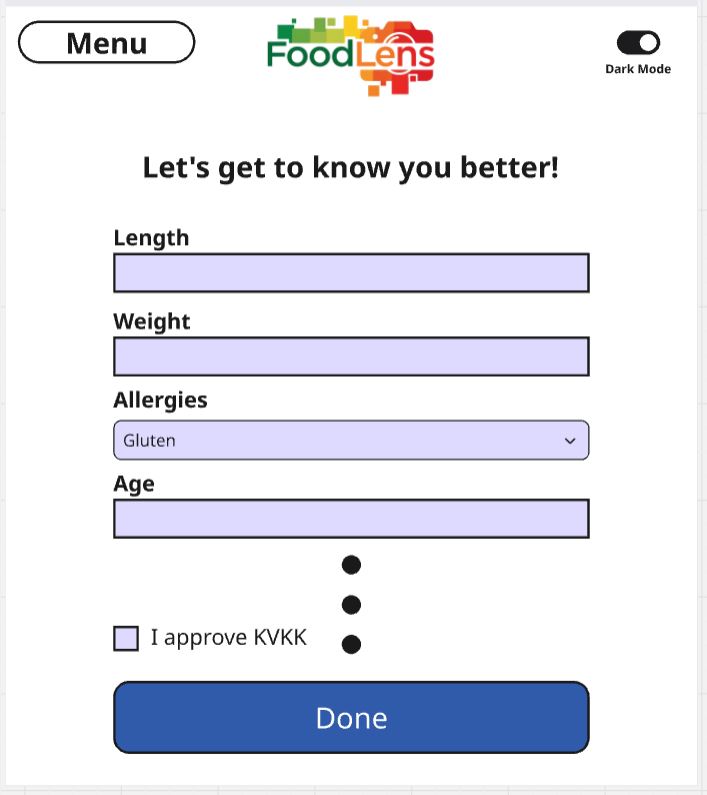 Menu
FoodLens
Dark Mode
Let's get to know you better!
Length
Weight
Allergies
Gluten
Age
I approve KVKK
Done